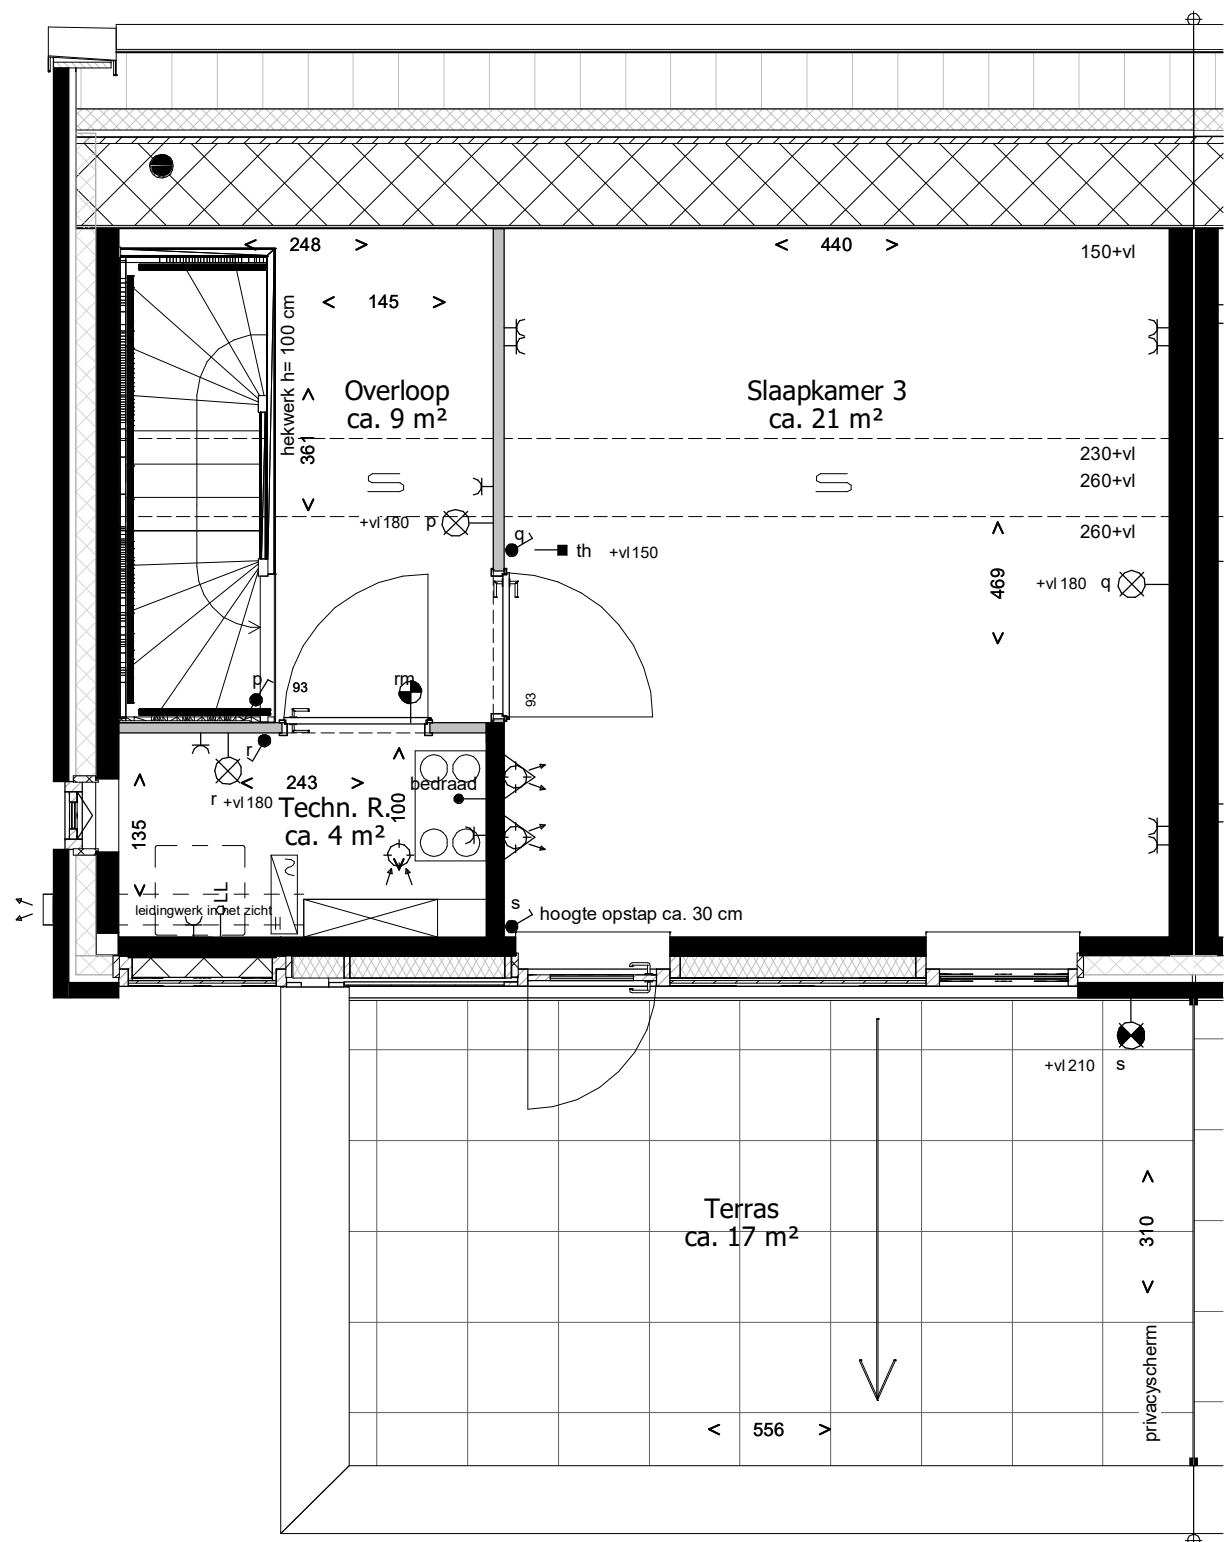 248
440
150+vl
145
hekwerk h= 100 cm
Overloop
ca. 9 m²
Slaapkamer 3
ca. 21 m²
361
230+vl
260+vl
+vl 180 p
q
260+vl
th +vl 150
469
+vl 180 q
p
93
rm
93
r
243
bedraad
r +vl 180
Techn. R.
ca. 4 m²
100
135
LL
leidingwerk in het zicht
s
hoogte opstap ca. 30 cm
+vl 210 s
Terras
ca. 17 m²
310
privacyscherm
556